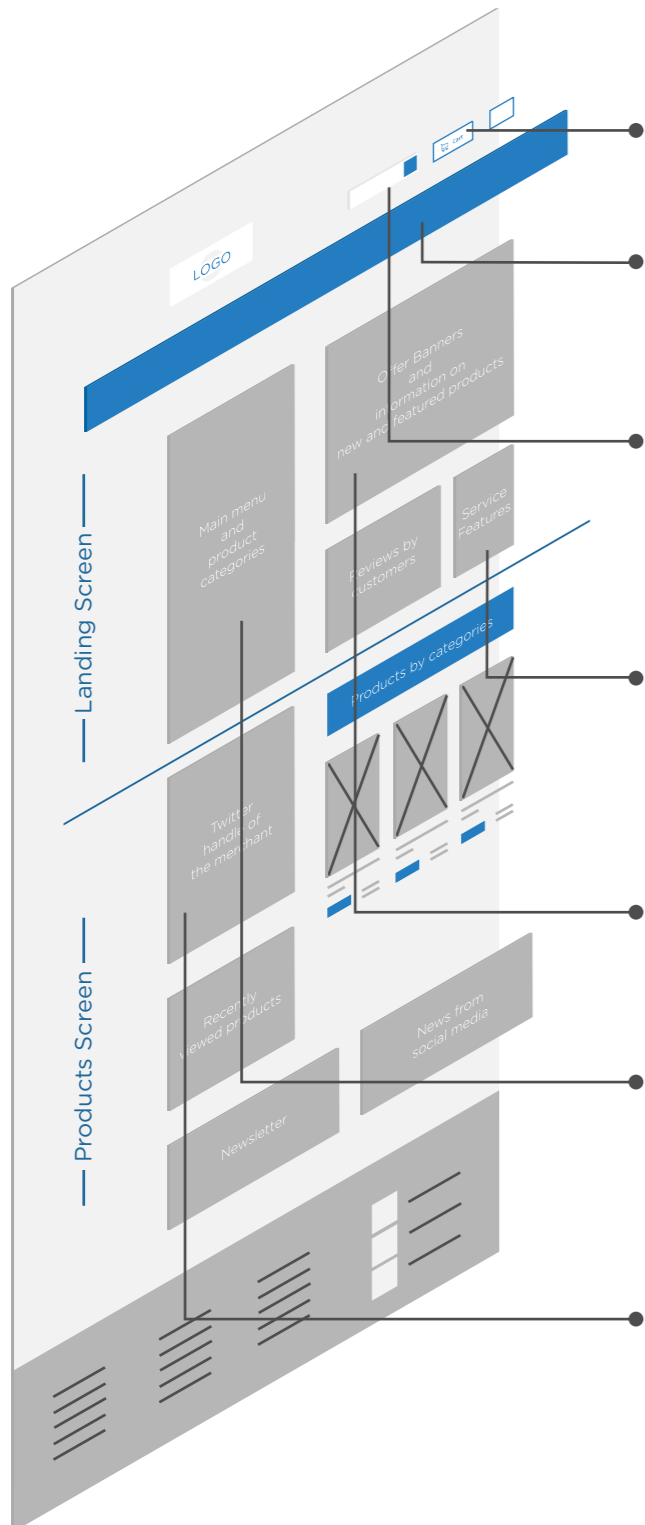 cart
LOGO
Offer Banners
and
information on
new and featured products
Main menu
and
product
categories
Reviews by
customers
Service
Features
Landing Screen
Products by categories
Twitter
handle of
the merchant
Products Screen
Recently
viewed products
News from
social media
Newsletter